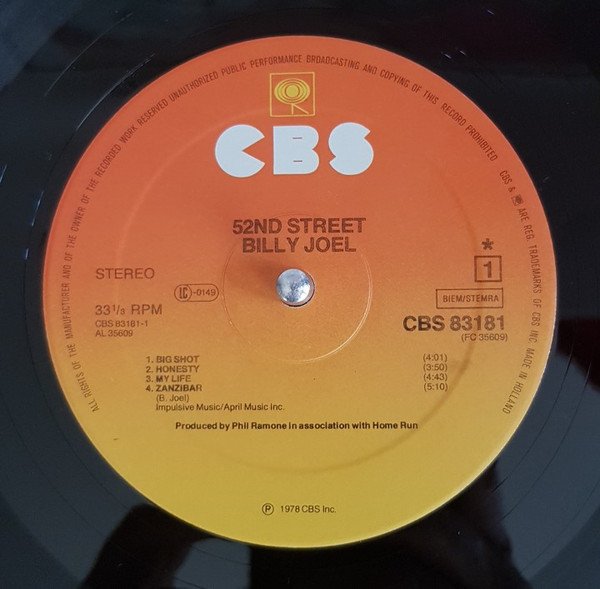 ALL RIGHTS OF THE MANUFACTURER AND OF THE OWNER OF THE RECORDED WORK RESERVED UNAUTHORIZED PUBLIC PERFORMANCE BROADCASTING AND COPYING OF THIS RECORD PROHIBITED
CBS & ARE REG. TRADEMARKS OF CBS INC. MADE IN HOLLAND
CBS
52ND STREET
BILLY JOEL
STEREO
LC-0149
*
1
BIEM/STEMRA
33 1/3 RPM
CBS 83181-1
AL 35609
CBS 83181
(FC 35609)
1. BIG SHOT (4:01)
2. HONESTY (3:50)
3. MY LIFE (4:43)
4. ZANZIBAR (5:10)
(B. Joel)
Impulsive Music/April Music Inc.
Produced by Phil Ramone in association with Home Run
℗ 1978 CBS Inc.